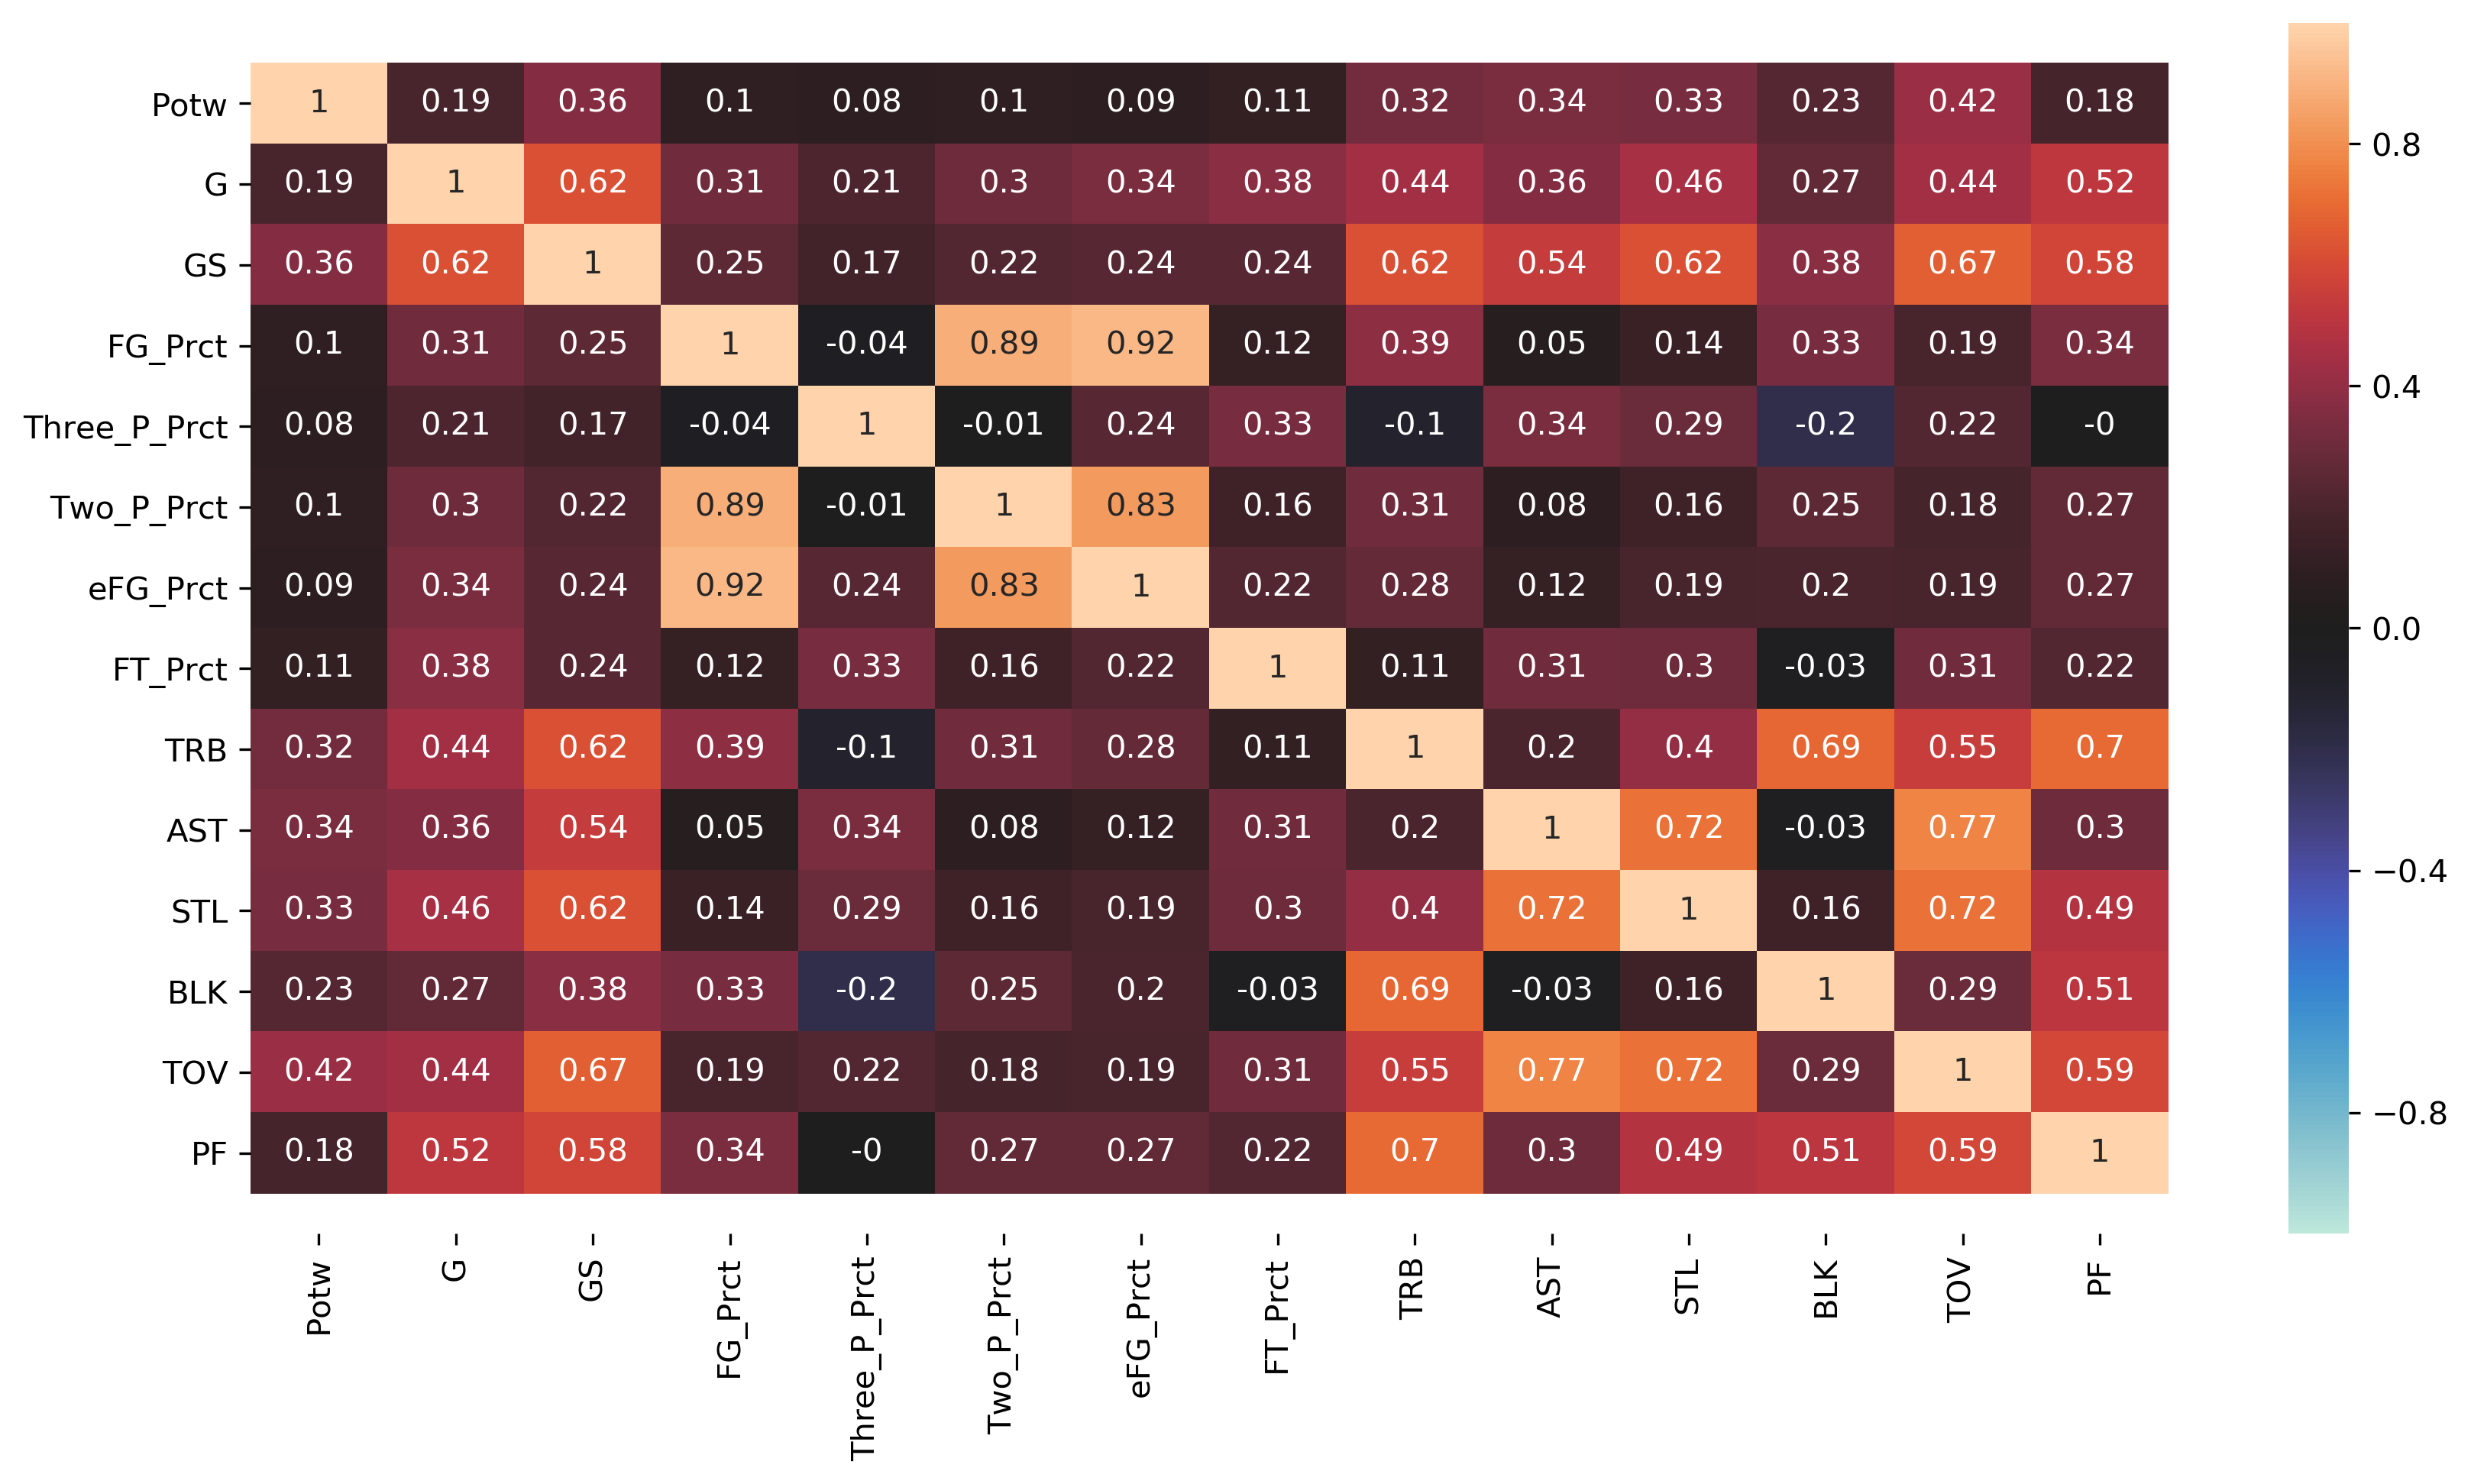 Potw 1 0.19 0.36 0.1 0.08 0.1 0.09 0.11 0.32 0.34 0.33 0.23 0.42 0.18
G 0.19 1 0.62 0.31 0.21 0.3 0.34 0.38 0.44 0.36 0.46 0.27 0.44 0.52
GS 0.36 0.62 1 0.25 0.17 0.22 0.24 0.24 0.62 0.54 0.62 0.38 0.67 0.58
FG_Prct 0.1 0.31 0.25 1 -0.04 0.89 0.92 0.12 0.39 0.05 0.14 0.33 0.19 0.34
Three_P_Prct 0.08 0.21 0.17 -0.04 1 -0.01 0.24 0.33 -0.1 0.34 0.29 -0.2 0.22 -0
Two_P_Prct 0.1 0.3 0.22 0.89 -0.01 1 0.83 0.16 0.31 0.08 0.16 0.25 0.18 0.27
eFG_Prct 0.09 0.34 0.24 0.92 0.24 0.83 1 0.22 0.28 0.12 0.19 0.2 0.19 0.27
FT_Prct 0.11 0.38 0.24 0.12 0.33 0.16 0.22 1 0.11 0.31 0.3 -0.03 0.31 0.22
TRB 0.32 0.44 0.62 0.39 -0.1 0.31 0.28 0.11 1 0.2 0.4 0.69 0.55 0.7
AST 0.34 0.36 0.54 0.05 0.34 0.08 0.12 0.31 0.2 1 0.72 -0.03 0.77 0.3
STL 0.33 0.46 0.62 0.14 0.29 0.16 0.19 0.3 0.4 0.72 1 0.16 0.72 0.49
BLK 0.23 0.27 0.38 0.33 -0.2 0.25 0.2 -0.03 0.69 -0.03 0.16 1 0.29 0.51
TOV 0.42 0.44 0.67 0.19 0.22 0.18 0.19 0.31 0.55 0.77 0.72 0.29 1 0.59
PF 0.18 0.52 0.58 0.34 -0 0.27 0.27 0.22 0.7 0.3 0.49 0.51 0.59 1
Potw G GS FG_Prct Three_P_Prct Two_P_Prct eFG_Prct FT_Prct TRB AST STL BLK TOV PF
0.8
0.4
0.0
−0.4
−0.8